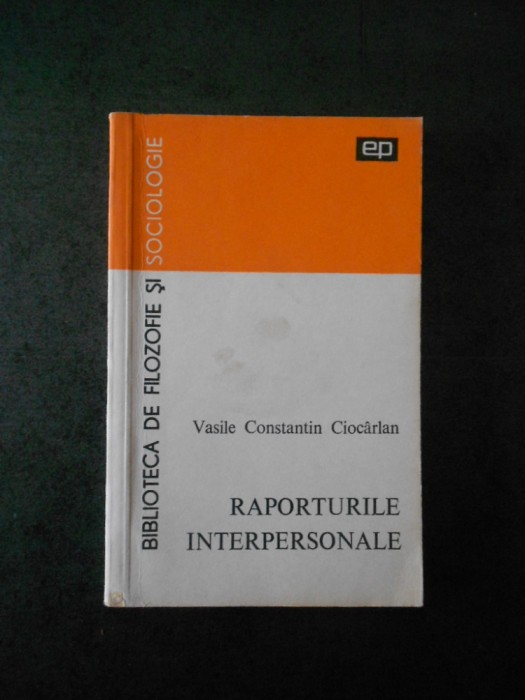 ep
BIBLIOTECA DE FILOZOFIE ȘI SOCIOLOGIE
Vasile Constantin Ciocârlan
RAPORTURILE
INTERPERSONALE